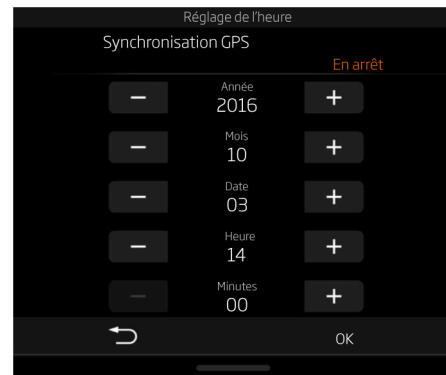 Réglage de l'heure
Synchronisation GPS
En arrêt
Année
2016
Mois
10
Date
03
Heure
14
Minutes
00
OK